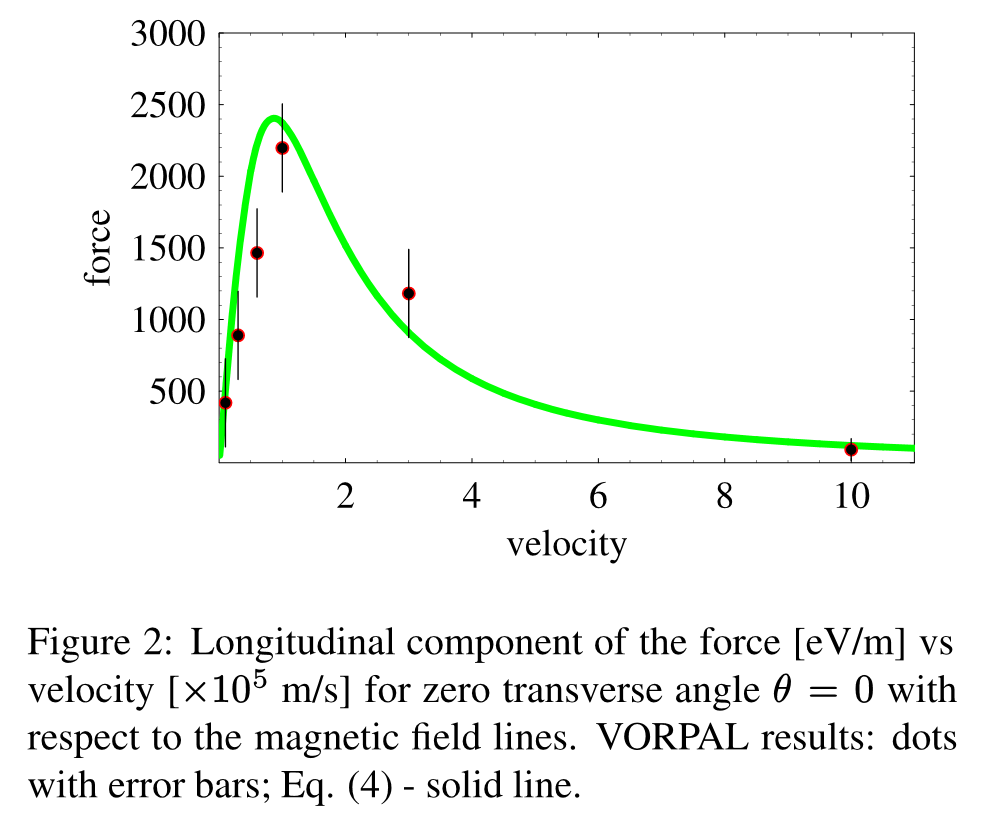 3000
2500
2000
1500
1000
500
force
2 4 6 8 10
velocity
Figure 2: Longitudinal component of the force [eV/m] vs
velocity [×10⁵ m/s] for zero transverse angle θ = 0 with
respect to the magnetic field lines. VORPAL results: dots
with error bars; Eq. (4) - solid line.